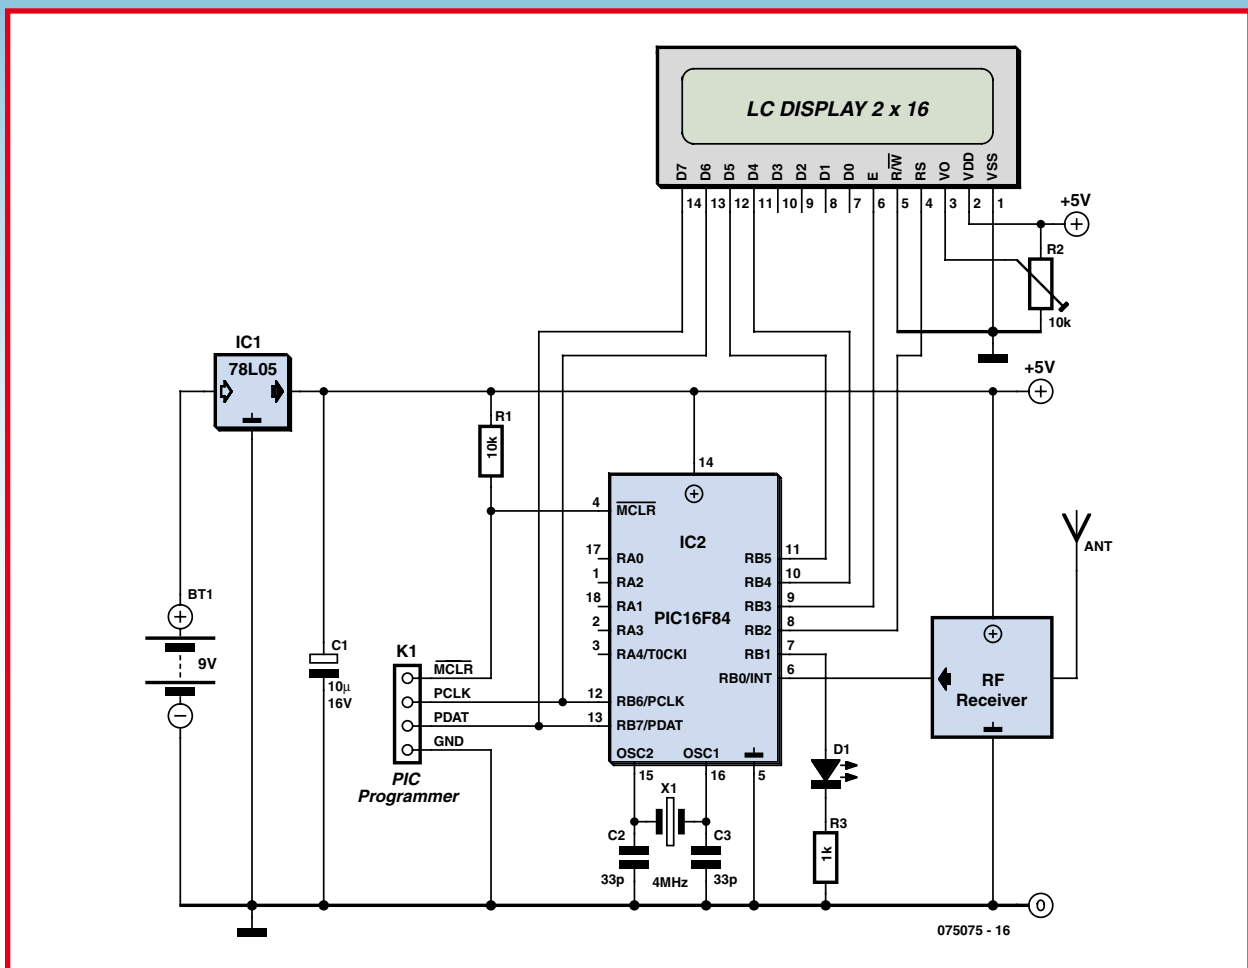 LC DISPLAY 2 x 16
D7 D6 D5 D4 D3 D2 D1 D0 E R/W RS VO VDD VSS
14 13 12 11 10 9 8 7 6 5 4 3 2 1
+5V
R2
10k
IC1
78L05
+5V
R1
10k
14
4 MCLR
IC2
PIC16F84
17 RA0
1 RA2
18 RA1
2 RA3
3 RA4/T0CKI
12 RB6/PCLK
13 RB7/PDAT
RB5 11
RB4 10
RB3 9
RB2 8
RB1 7
RB0/INT 6
OSC2 OSC1
15 16 5
ANT
RF
Receiver
BT1
9V
C1
10µ
16V
K1
MCLR
PCLK
PDAT
GND
PIC
Programmer
D1
X1
C2 C3
33p 4MHz 33p
R3
1k
0
075075 - 16